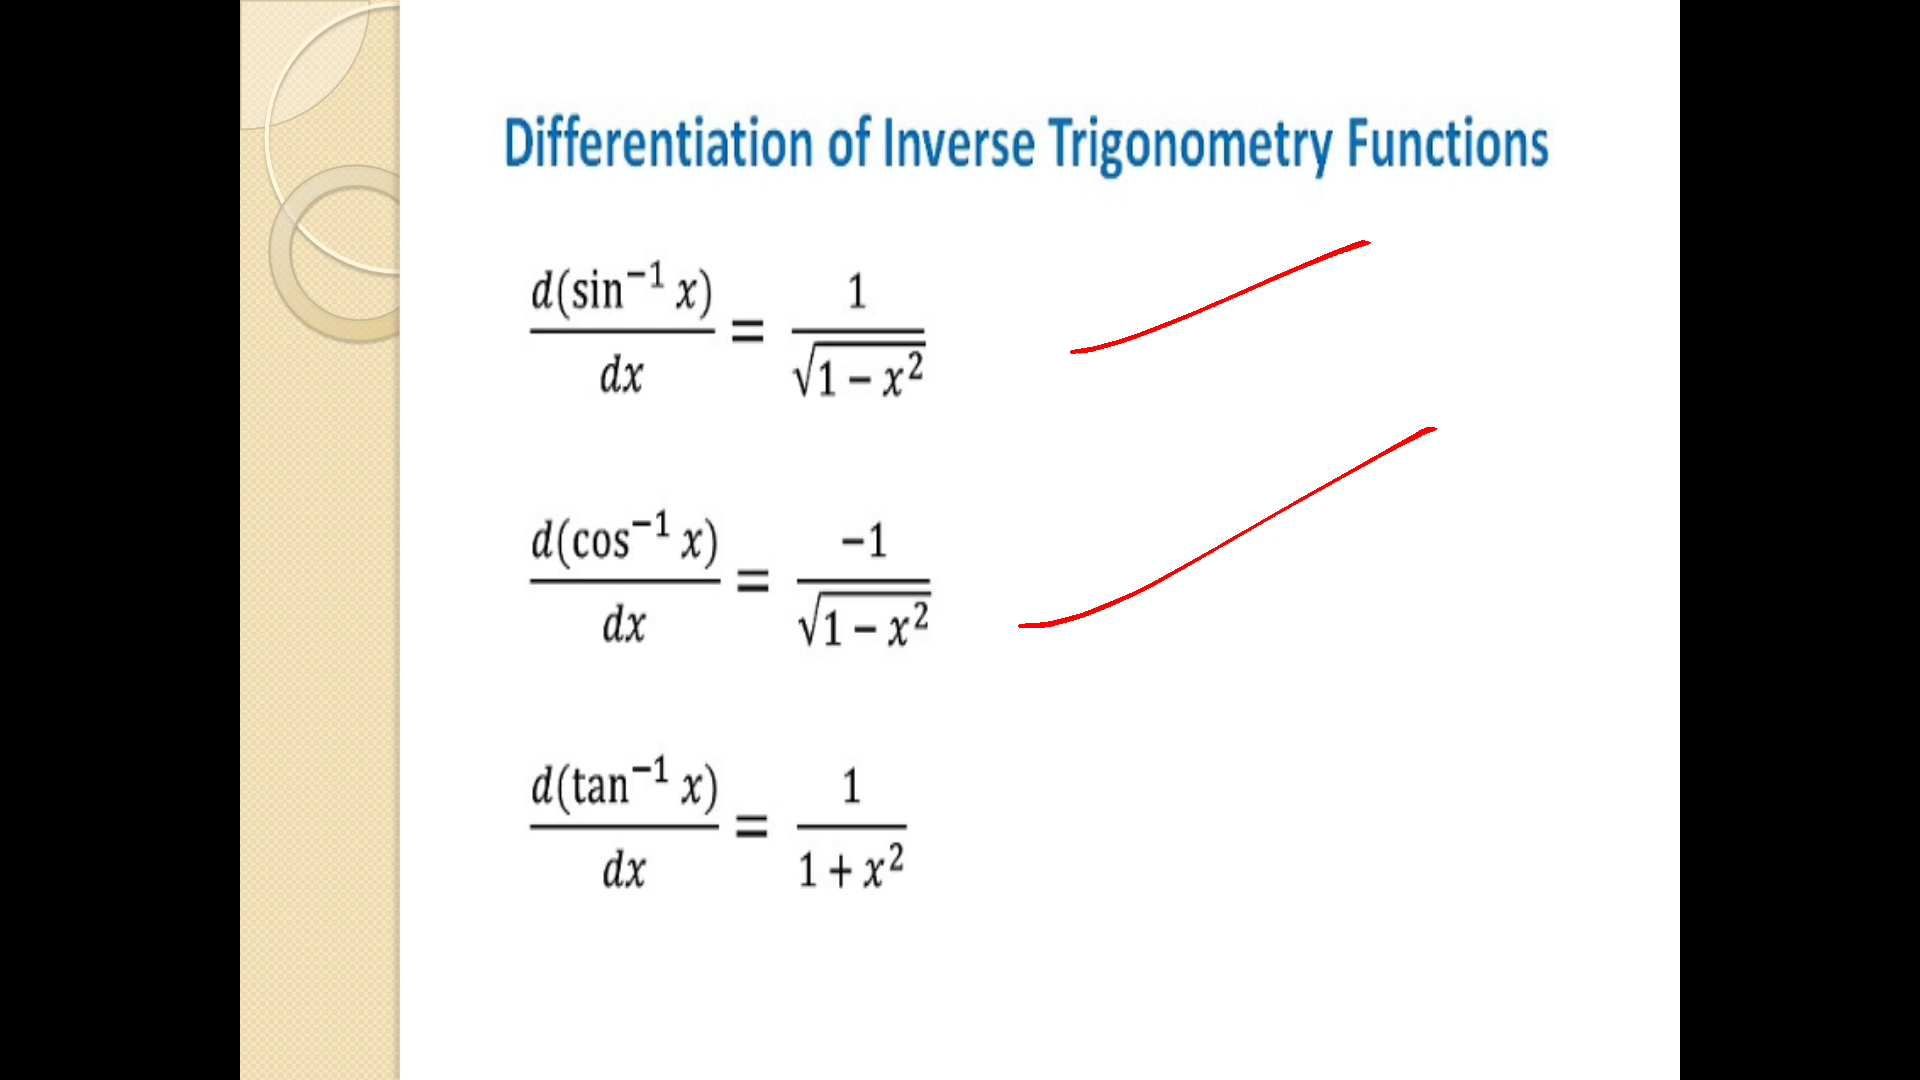 Differentiation of Inverse Trigonometry Functions
d(sin⁻¹ x)/dx = 1/√(1 − x²)
d(cos⁻¹ x)/dx = −1/√(1 − x²)
d(tan⁻¹ x)/dx = 1/(1 + x²)